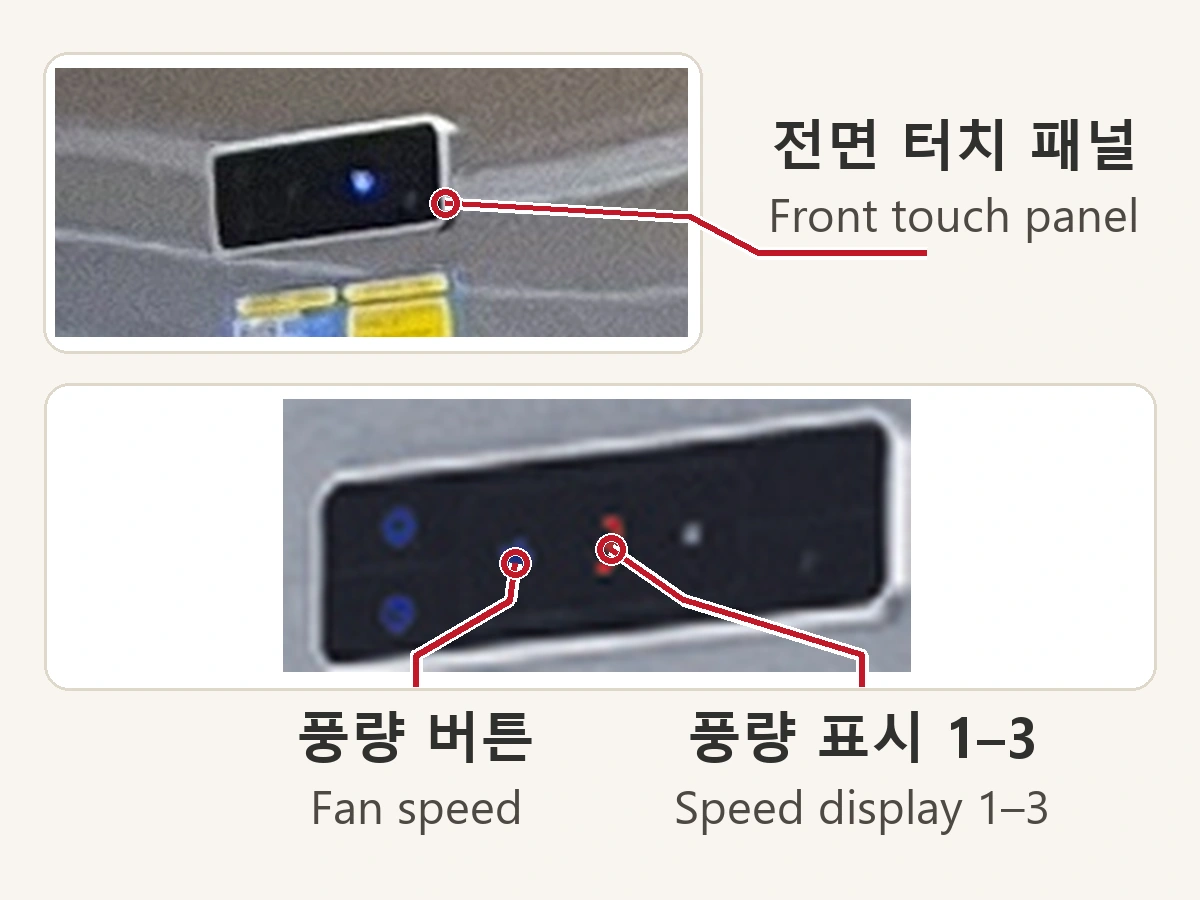 전면 터치 패널
Front touch panel
풍량 버튼
Fan speed
풍량 표시 1–3
Speed display 1–3